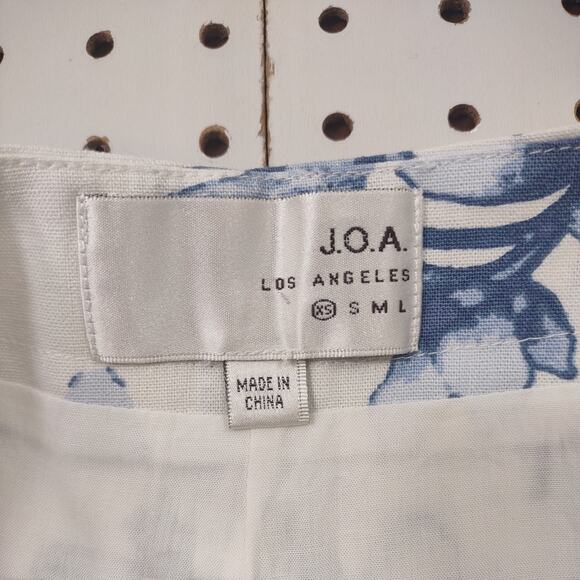 J.O.A.
LOS ANGELES
XS S M L
MADE IN
CHINA